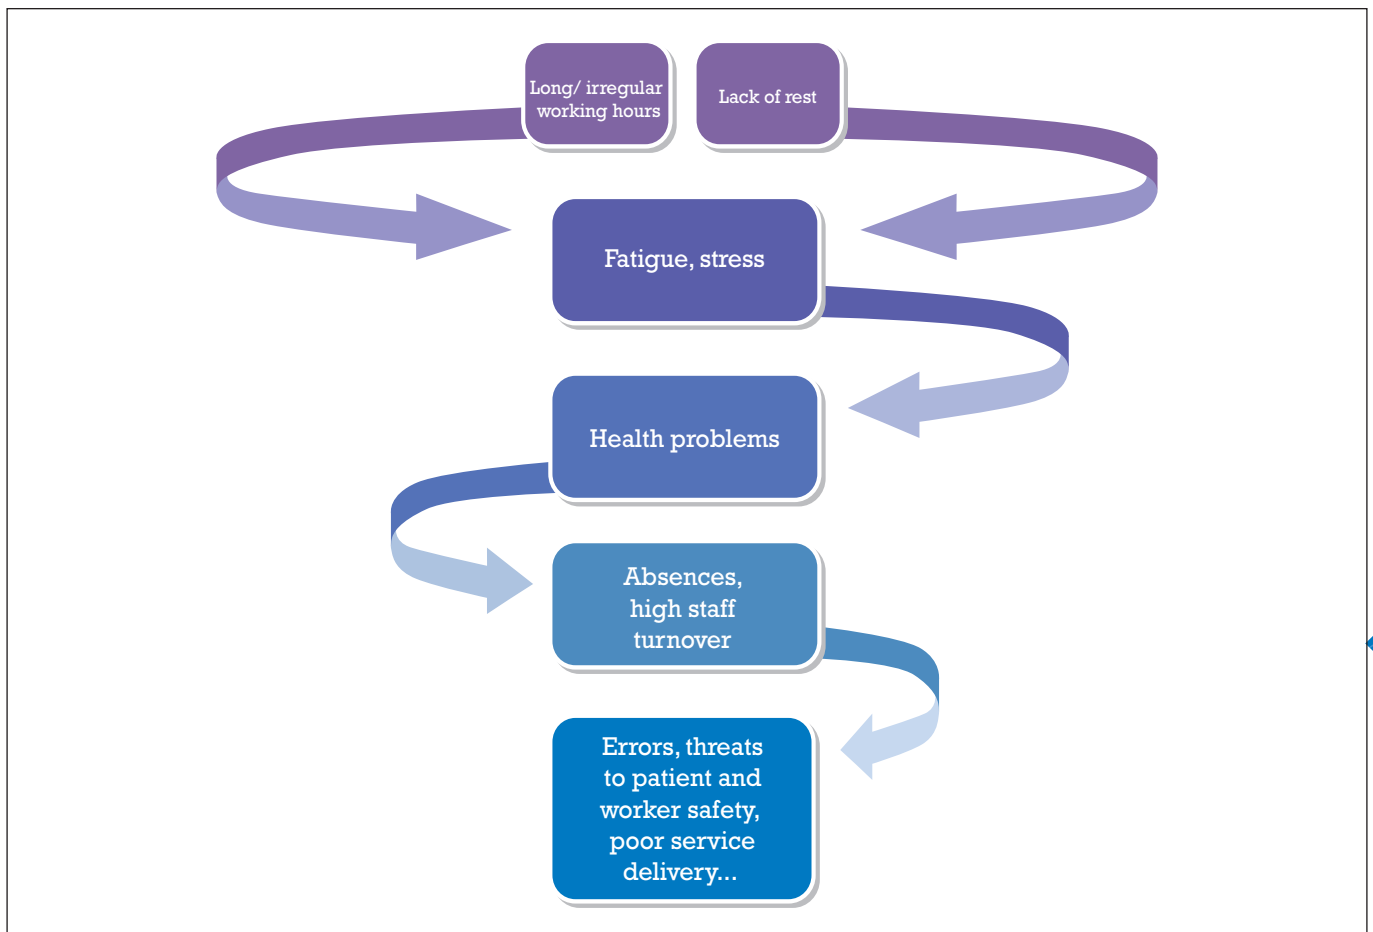 Long/ irregular
working hours
Lack of rest
Fatigue, stress
Health problems
Absences,
high staff
turnover
Errors, threats
to patient and
worker safety,
poor service
delivery...